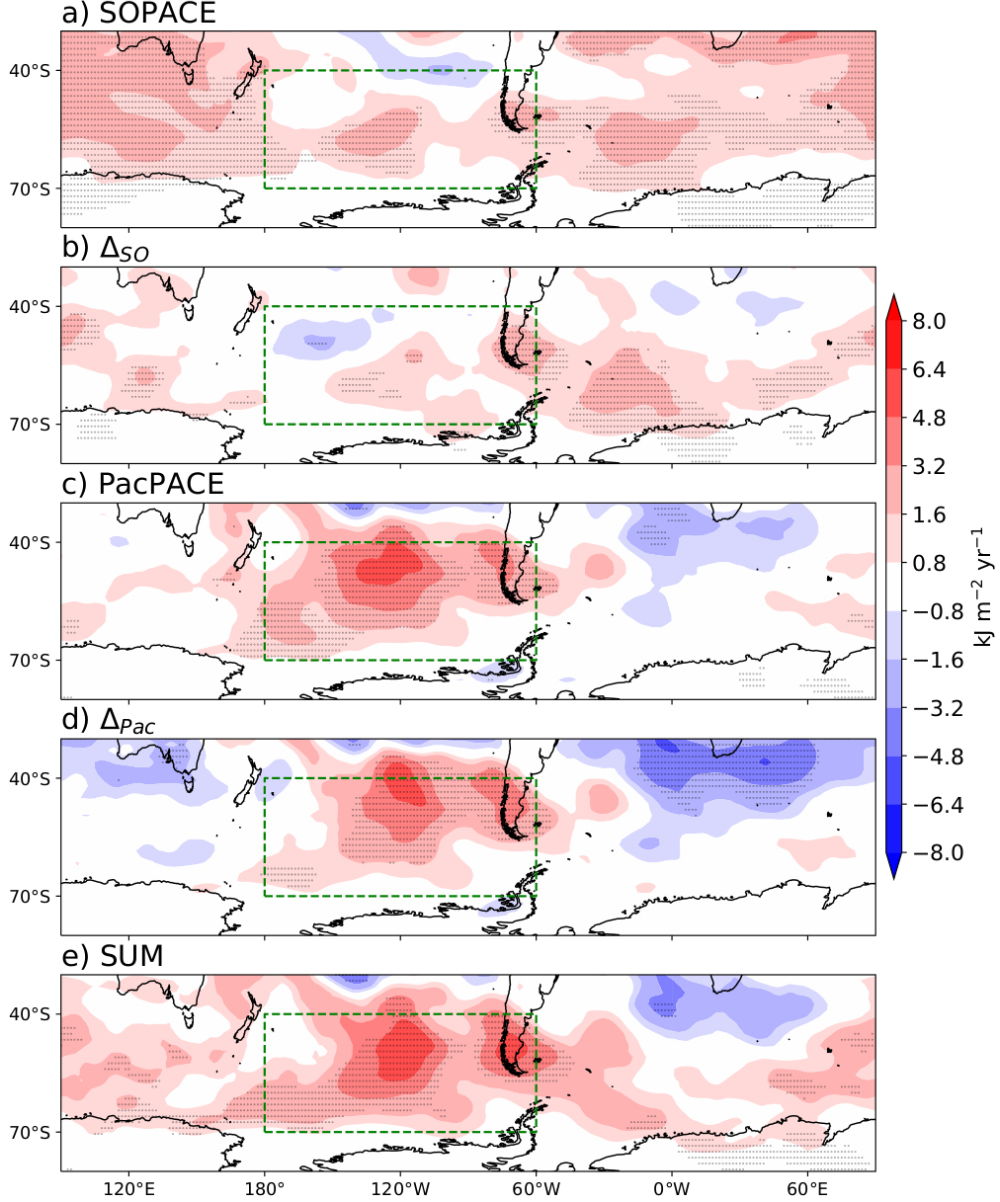 a) SOPACE
40°S
70°S
b) Δ_SO
40°S
70°S
c) PacPACE
40°S
70°S
d) Δ_Pac
40°S
70°S
e) SUM
40°S
70°S
120°E 180° 120°W 60°W 0°W 60°E
8.0
6.4
4.8
3.2
1.6
0.8
−0.8
−1.6
−3.2
−4.8
−6.4
−8.0
kJ m⁻² yr⁻¹